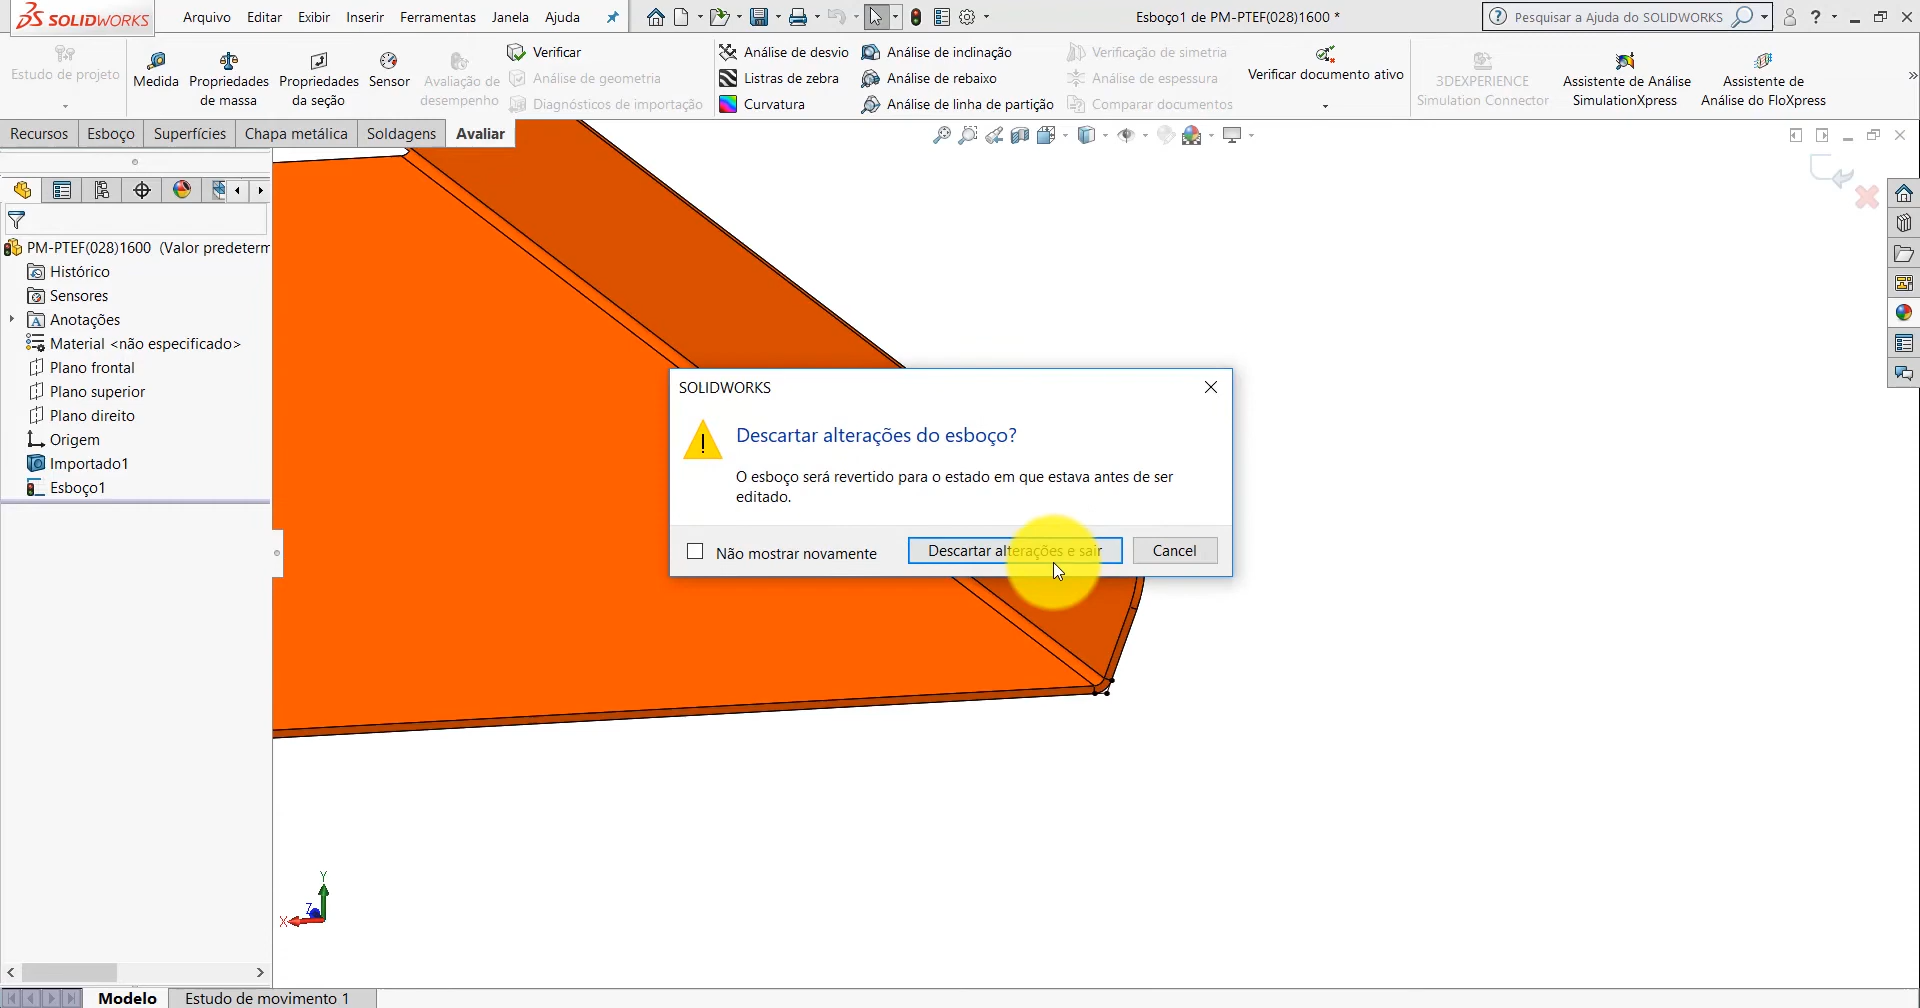 SOLIDWORKS
Arquivo Editar Exibir Inserir Ferramentas Janela Ajuda
Esboço1 de PM-PTEF(028)1600 *
Pesquisar a Ajuda do SOLIDWORKS
Estudo de projeto
Medida
Propriedades
de massa
Propriedades
da seção
Sensor
Avaliação de
desempenho
Verificar
Análise de geometria
Diagnósticos de importação
Análise de desvio
Listras de zebra
Curvatura
Análise de inclinação
Análise de rebaixo
Análise de linha de partição
Verificação de simetria
Análise de espessura
Comparar documentos
Verificar documento ativo
3DEXPERIENCE
Simulation Connector
Assistente de Análise
SimulationXpress
Assistente de
Análise do FloXpress
Recursos Esboço Superfícies Chapa metálica Soldagens Avaliar
PM-PTEF(028)1600 (Valor predeterm
Histórico
Sensores
Anotações
Material <não especificado>
Plano frontal
Plano superior
Plano direito
Origem
Importado1
Esboço1
SOLIDWORKS
Descartar alterações do esboço?
O esboço será revertido para o estado em que estava antes de ser
editado.
Não mostrar novamente
Descartar alterações e sair
Cancel
Y
Z
X
Modelo Estudo de movimento 1